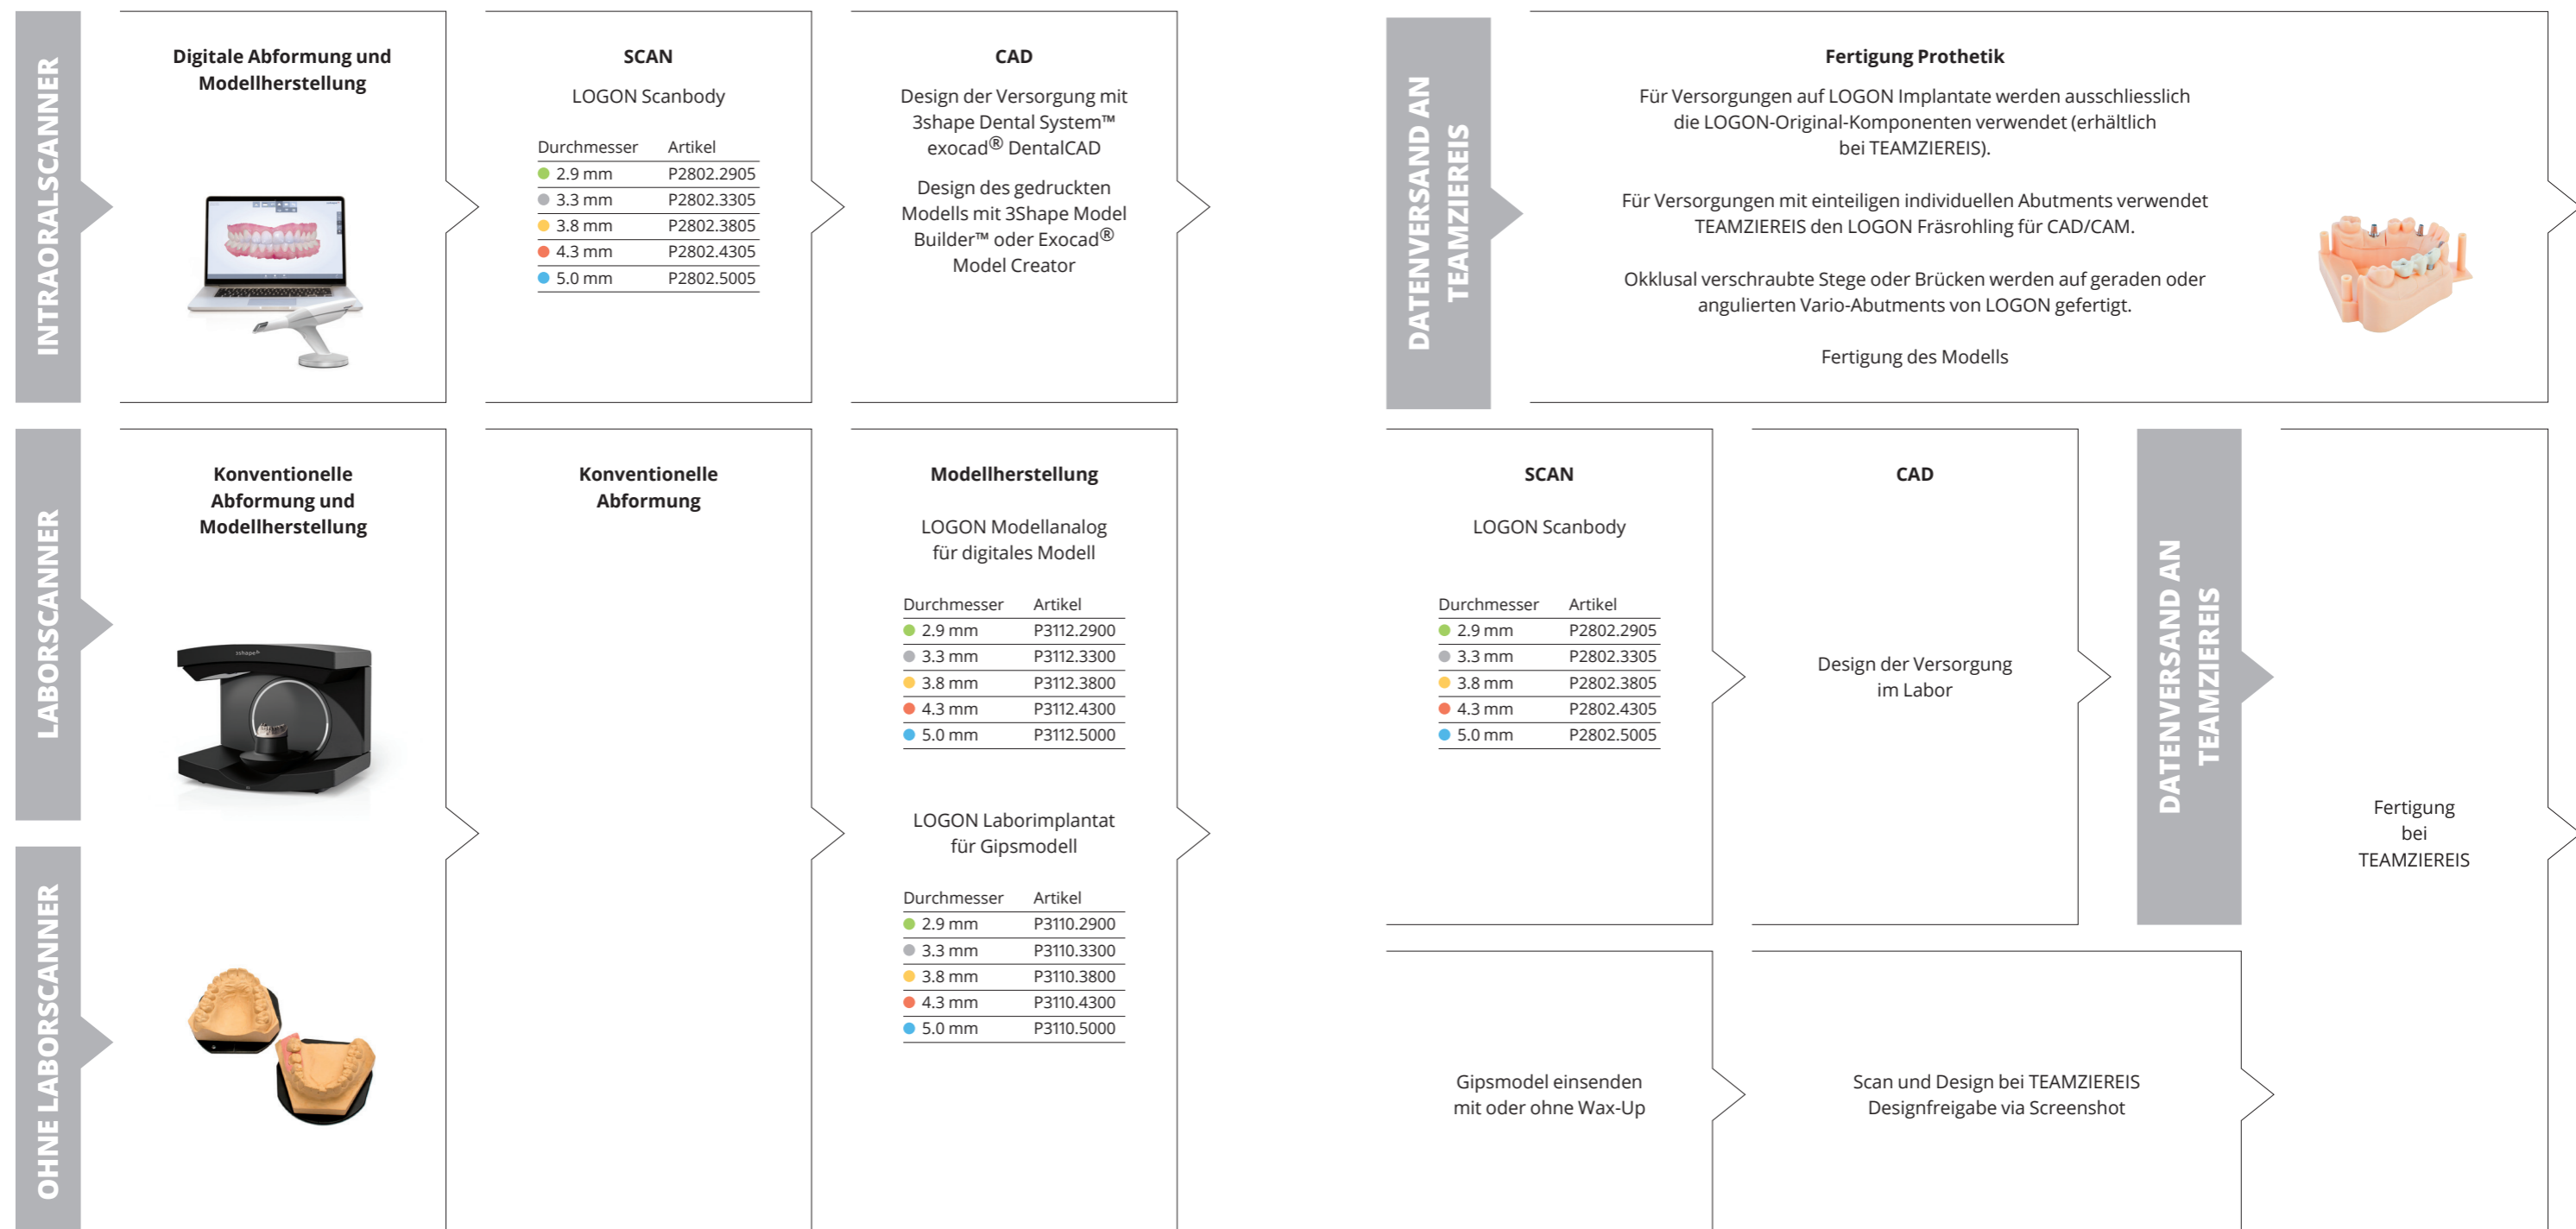 INTRAORALSCANNER
Digitale Abformung und
Modellherstellung
SCAN
LOGON Scanbody
Durchmesser Artikel
2.9 mm P2802.2905
3.3 mm P2802.3305
3.8 mm P2802.3805
4.3 mm P2802.4305
5.0 mm P2802.5005
CAD
Design der Versorgung mit
3shape Dental System™
exocad® DentalCAD
Design des gedruckten
Modells mit 3Shape Model
Builder™ oder Exocad®
Model Creator
DATENVERSAND AN
TEAMZIEREIS
Fertigung Prothetik
Für Versorgungen auf LOGON Implantate werden ausschliesslich
die LOGON-Original-Komponenten verwendet (erhältlich
bei TEAMZIEREIS).
Für Versorgungen mit einteiligen individuellen Abutments verwendet
TEAMZIEREIS den LOGON Fräsrohling für CAD/CAM.
Okklusal verschraubte Stege oder Brücken werden auf geraden oder
angulierten Vario-Abutments von LOGON gefertigt.
Fertigung des Modells
LABORSCANNER
OHNE LABORSCANNER
Konventionelle
Abformung und
Modellherstellung
3shape
Konventionelle
Abformung
Modellherstellung
LOGON Modellanalog
für digitales Modell
Durchmesser Artikel
2.9 mm P3112.2900
3.3 mm P3112.3300
3.8 mm P3112.3800
4.3 mm P3112.4300
5.0 mm P3112.5000
LOGON Laborimplantat
für Gipsmodell
Durchmesser Artikel
2.9 mm P3110.2900
3.3 mm P3110.3300
3.8 mm P3110.3800
4.3 mm P3110.4300
5.0 mm P3110.5000
SCAN
LOGON Scanbody
Durchmesser Artikel
2.9 mm P2802.2905
3.3 mm P2802.3305
3.8 mm P2802.3805
4.3 mm P2802.4305
5.0 mm P2802.5005
CAD
Design der Versorgung
im Labor
DATENVERSAND AN
TEAMZIEREIS
Gipsmodel einsenden
mit oder ohne Wax-Up
Scan und Design bei TEAMZIEREIS
Designfreigabe via Screenshot
Fertigung
bei
TEAMZIEREIS